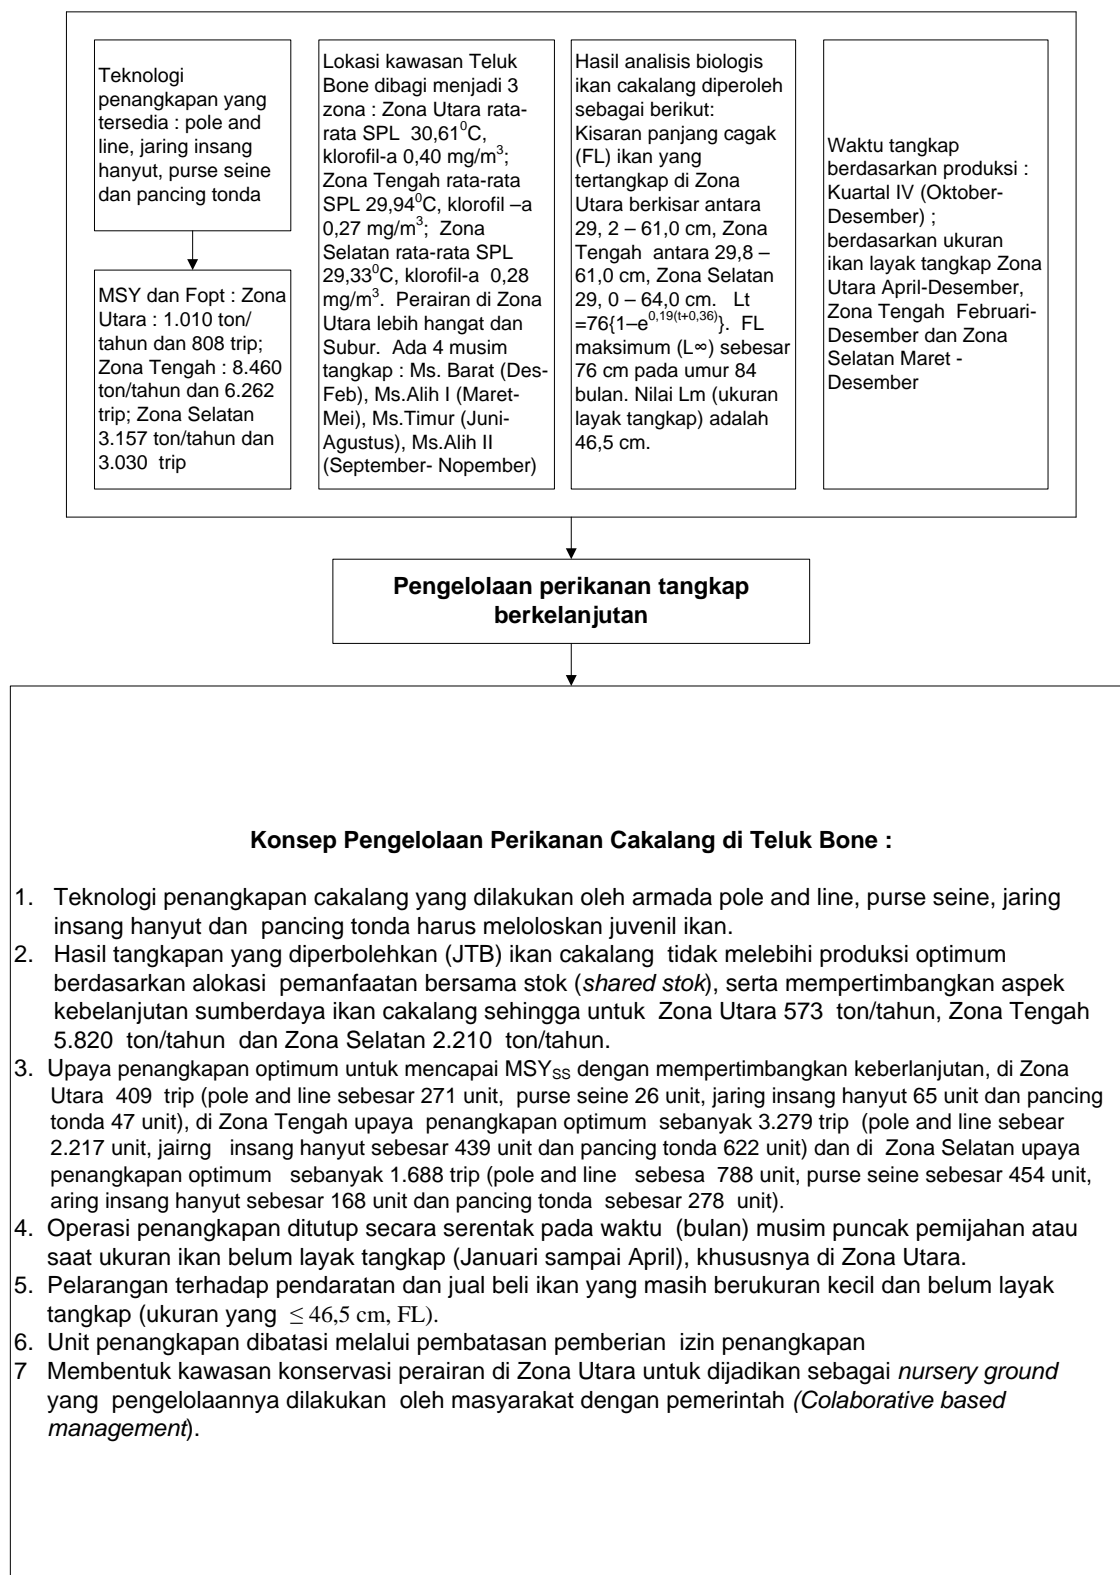 Teknologi
penangkapan yang
tersedia : pole and
line, jaring insang
hanyut, purse seine
dan pancing tonda
MSY dan Fopt : Zona
Utara : 1.010 ton/
tahun dan 808 trip;
Zona Tengah : 8.460
ton/tahun dan 6.262
trip; Zona Selatan
3.157 ton/tahun dan
3.030 trip
Lokasi kawasan Teluk
Bone dibagi menjadi 3
zona : Zona Utara rata-
rata SPL 30,61⁰C,
klorofil-a 0,40 mg/m³;
Zona Tengah rata-rata
SPL 29,94⁰C, klorofil –a
0,27 mg/m³; Zona
Selatan rata-rata SPL
29,33⁰C, klorofil-a 0,28
mg/m³. Perairan di Zona
Utara lebih hangat dan
Subur. Ada 4 musim
tangkap : Ms. Barat (Des-
Feb), Ms.Alih I (Maret-
Mei), Ms.Timur (Juni-
Agustus), Ms.Alih II
(September- Nopember)
Hasil analisis biologis
ikan cakalang diperoleh
sebagai berikut:
Kisaran panjang cagak
(FL) ikan yang
tertangkap di Zona
Utara berkisar antara
29, 2 – 61,0 cm, Zona
Tengah antara 29,8 –
61,0 cm, Zona Selatan
29, 0 – 64,0 cm. Lt
=76{1–e^0,19(t+0,36)}. FL
maksimum (L∞) sebesar
76 cm pada umur 84
bulan. Nilai Lm (ukuran
layak tangkap) adalah
46,5 cm.
Waktu tangkap
berdasarkan produksi :
Kuartal IV (Oktober-
Desember) ;
berdasarkan ukuran
ikan layak tangkap Zona
Utara April-Desember,
Zona Tengah Februari-
Desember dan Zona
Selatan Maret -
Desember
Pengelolaan perikanan tangkap
berkelanjutan
Konsep Pengelolaan Perikanan Cakalang di Teluk Bone :
1. Teknologi penangkapan cakalang yang dilakukan oleh armada pole and line, purse seine, jaring
insang hanyut dan pancing tonda harus meloloskan juvenil ikan.
2. Hasil tangkapan yang diperbolehkan (JTB) ikan cakalang tidak melebihi produksi optimum
berdasarkan alokasi pemanfaatan bersama stok (shared stok), serta mempertimbangkan aspek
kebelanjutan sumberdaya ikan cakalang sehingga untuk Zona Utara 573 ton/tahun, Zona Tengah
5.820 ton/tahun dan Zona Selatan 2.210 ton/tahun.
3. Upaya penangkapan optimum untuk mencapai MSYSS dengan mempertimbangkan keberlanjutan, di Zona
Utara 409 trip (pole and line sebesar 271 unit, purse seine 26 unit, jaring insang hanyut 65 unit dan pancing
tonda 47 unit), di Zona Tengah upaya penangkapan optimum sebanyak 3.279 trip (pole and line sebear
2.217 unit, jairng insang hanyut sebesar 439 unit dan pancing tonda 622 unit) dan di Zona Selatan upaya
penangkapan optimum sebanyak 1.688 trip (pole and line sebesa 788 unit, purse seine sebesar 454 unit,
aring insang hanyut sebesar 168 unit dan pancing tonda sebesar 278 unit).
4. Operasi penangkapan ditutup secara serentak pada waktu (bulan) musim puncak pemijahan atau
saat ukuran ikan belum layak tangkap (Januari sampai April), khususnya di Zona Utara.
5. Pelarangan terhadap pendaratan dan jual beli ikan yang masih berukuran kecil dan belum layak
tangkap (ukuran yang ≤ 46,5 cm, FL).
6. Unit penangkapan dibatasi melalui pembatasan pemberian izin penangkapan
7 Membentuk kawasan konservasi perairan di Zona Utara untuk dijadikan sebagai nursery ground
yang pengelolaannya dilakukan oleh masyarakat dengan pemerintah (Colaborative based
management).